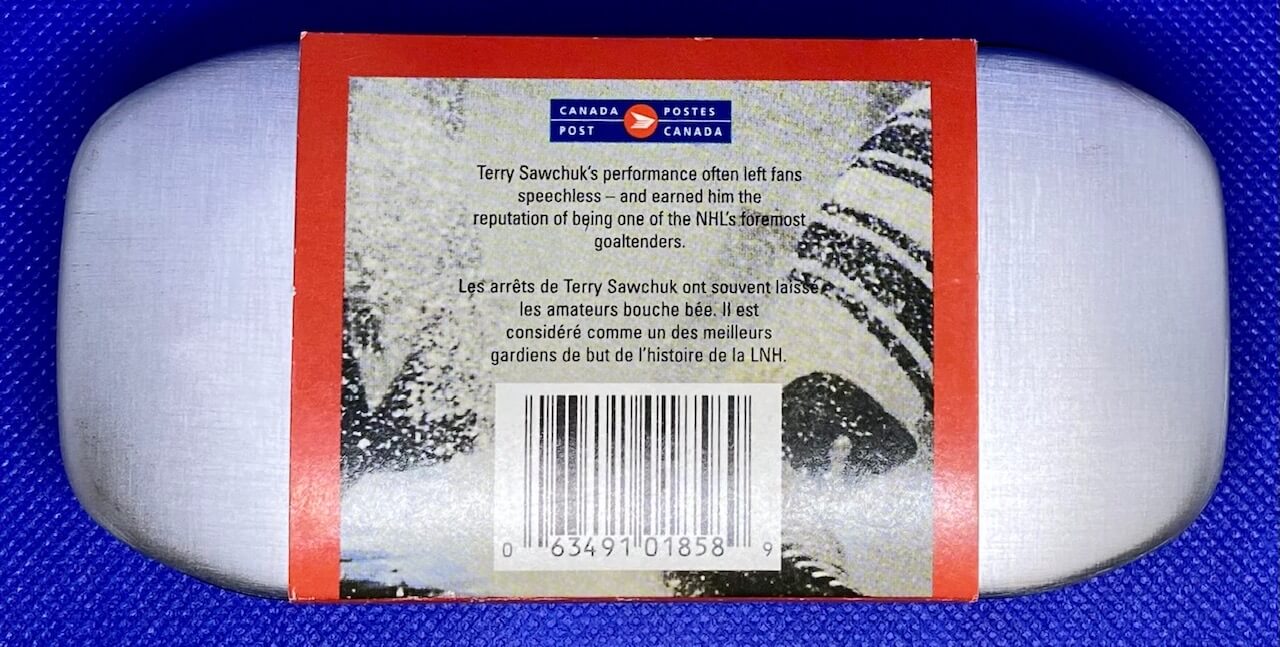 CANADA POSTES
POST CANADA
Terry Sawchuk's performance often left fans
speechless – and earned him the
reputation of being one of the NHL's foremost
goaltenders.
Les arrêts de Terry Sawchuk ont souvent laissé
les amateurs bouche bée. Il est
considéré comme un des meilleurs
gardiens de but de l'histoire de la LNH.
0 63491 01858 9